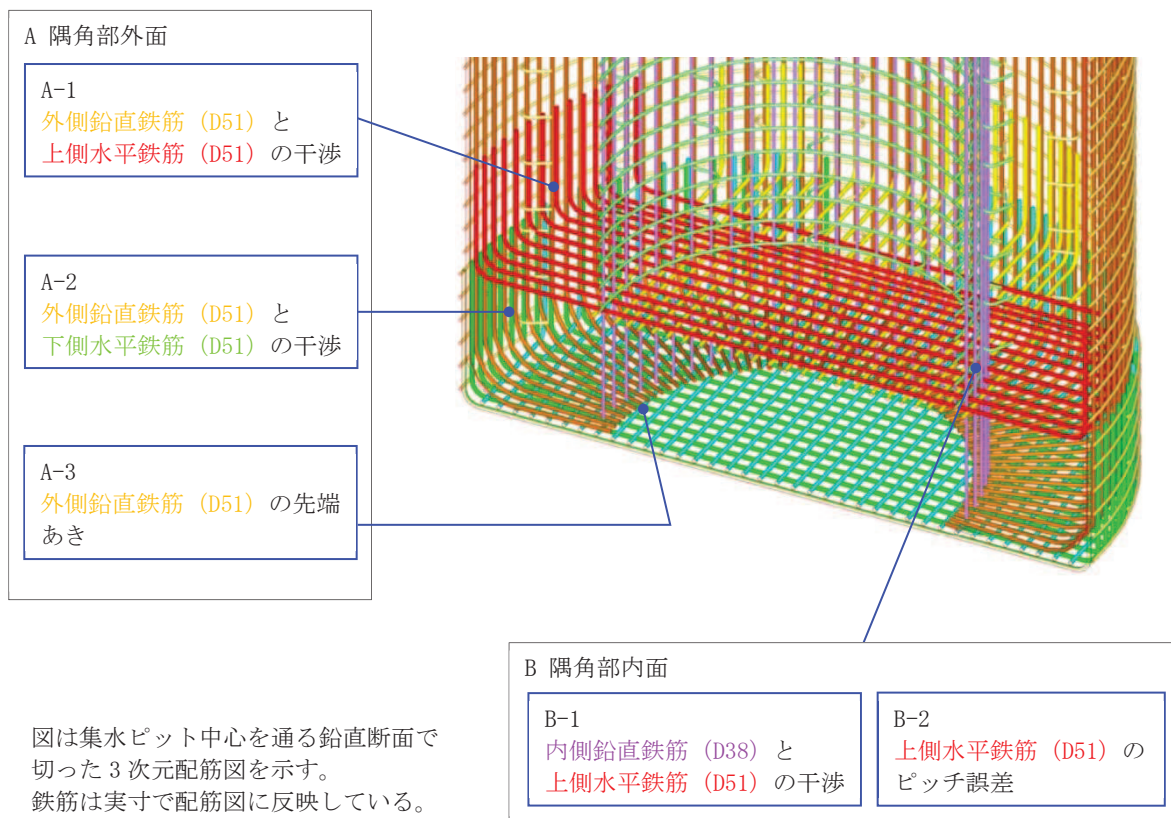 A 隅角部外面
A-1
外側鉛直鉄筋 (D51) と
上側水平鉄筋 (D51) の干渉
A-2
外側鉛直鉄筋 (D51) と
下側水平鉄筋 (D51) の干渉
A-3
外側鉛直鉄筋 (D51) の先端
あき
B 隅角部内面
B-1
内側鉛直鉄筋 (D38) と
上側水平鉄筋 (D51) の干渉
B-2
上側水平鉄筋 (D51) の
ピッチ誤差
図は集水ピット中心を通る鉛直断面で
切った 3 次元配筋図を示す。
鉄筋は実寸で配筋図に反映している。